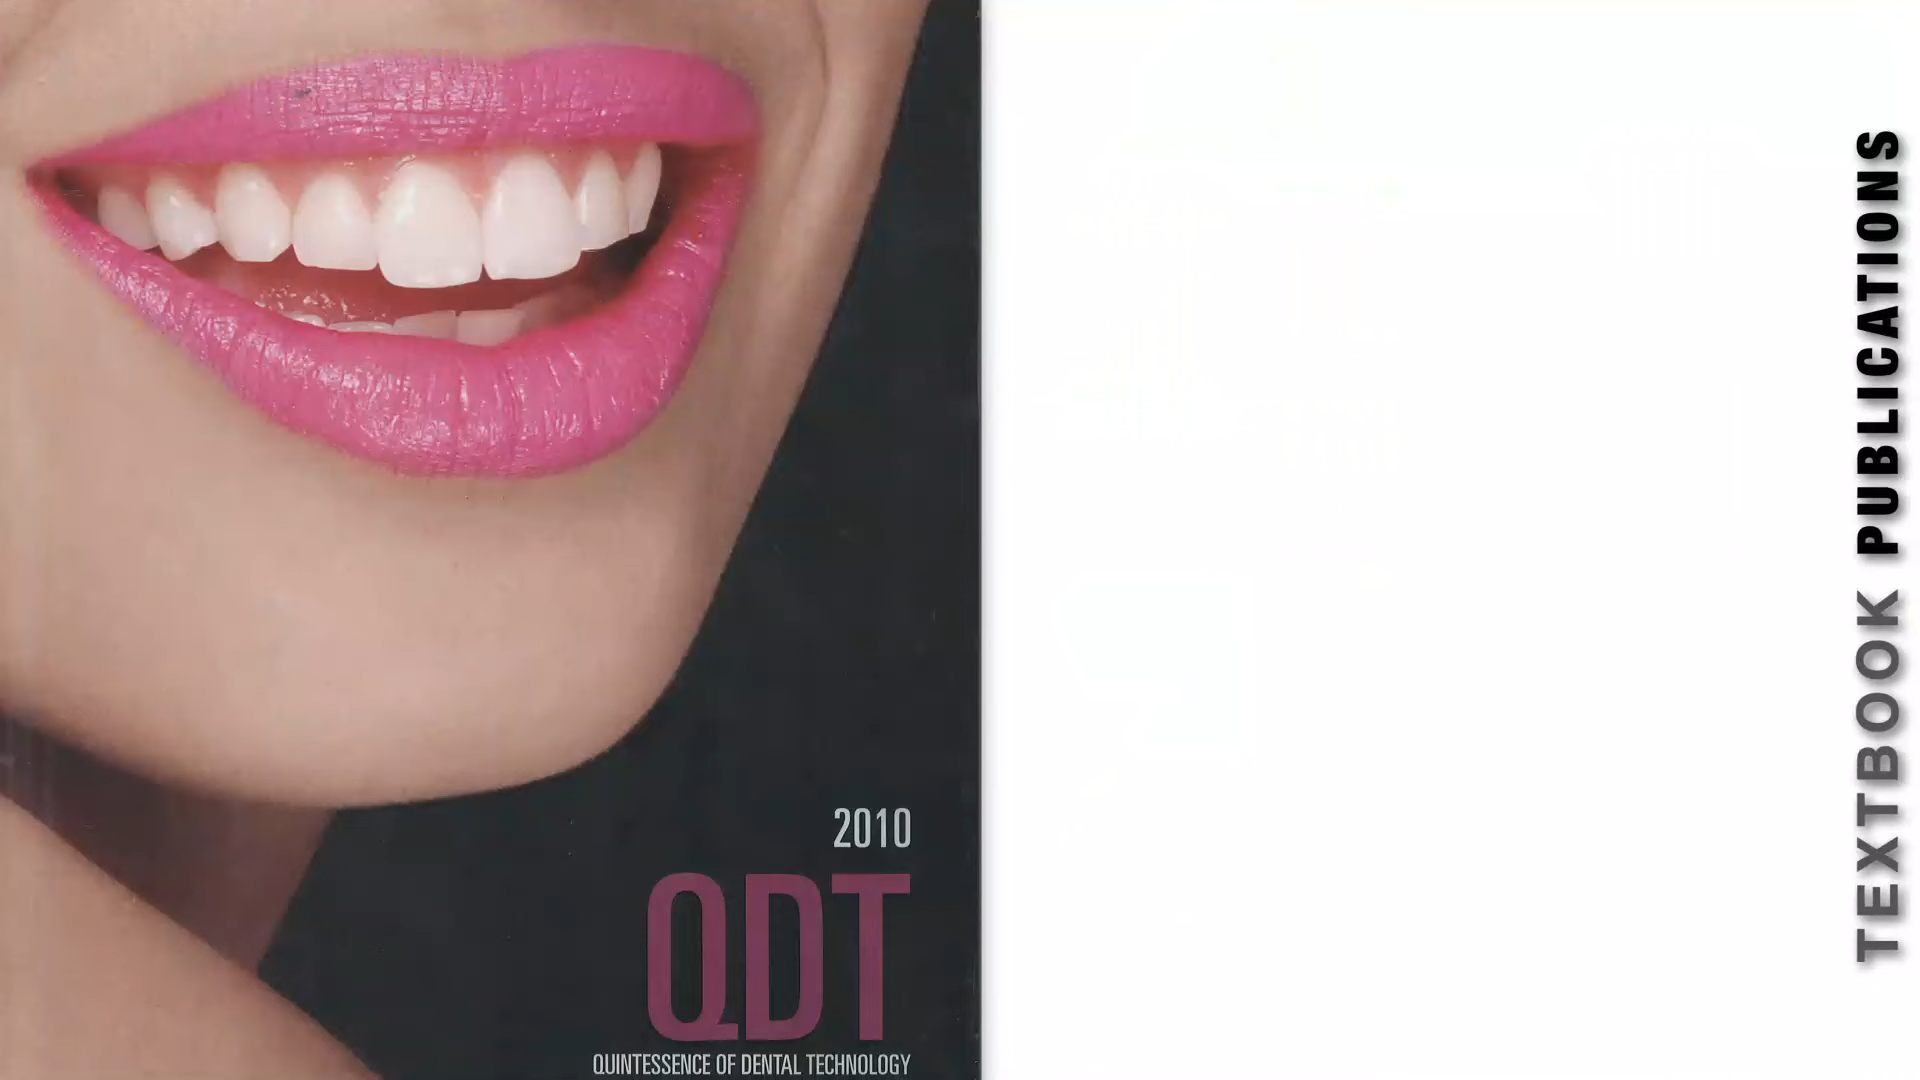 2010
QDT
QUINTESSENCE OF DENTAL TECHNOLOGY
TEXTBOOK PUBLICATIONS